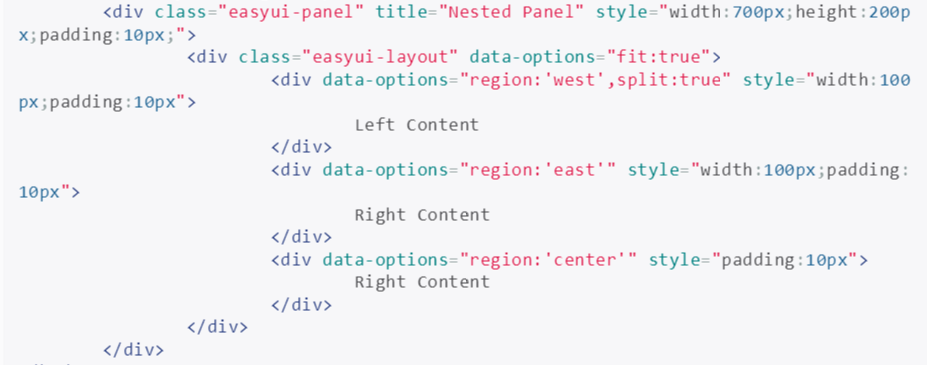 <div class="easyui-panel" title="Nested Panel" style="width:700px;height:200p
x;padding:10px;">
<div class="easyui-layout" data-options="fit:true">
<div data-options="region:'west',split:true" style="width:100
px;padding:10px">
Left Content
</div>
<div data-options="region:'east'" style="width:100px;padding:
10px">
Right Content
</div>
<div data-options="region:'center'" style="padding:10px">
Right Content
</div>
</div>
</div>